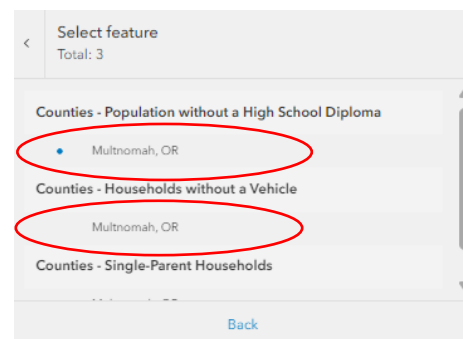 Select feature
Total: 3
Counties - Population without a High School Diploma
Multnomah, OR
Counties - Households without a Vehicle
Multnomah, OR
Counties - Single-Parent Households
Back